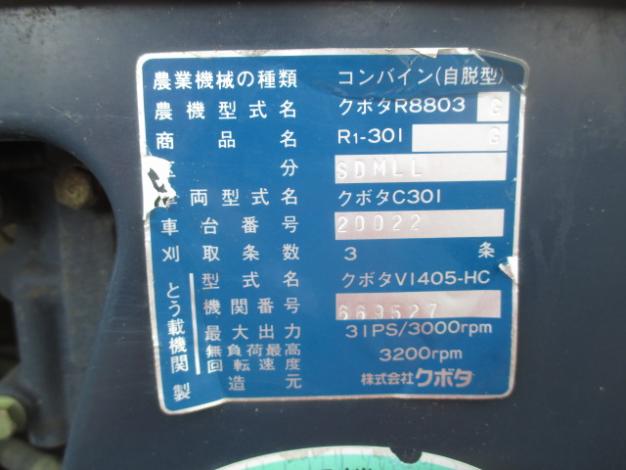 農業機械の種類 コンバイン(自脱型)
農機型式名 クボタR8803 G
商品名 R1-301 G
分 SDMLL
両型式名 クボタC301
車台番号 20022
刈取条数 3 条
とう載機関
型式名 クボタV1405-HC
機関番号 669527
最大出力 31PS/3000rpm
無負荷最高回転速度 3200rpm
製造元 株式会社クボタ